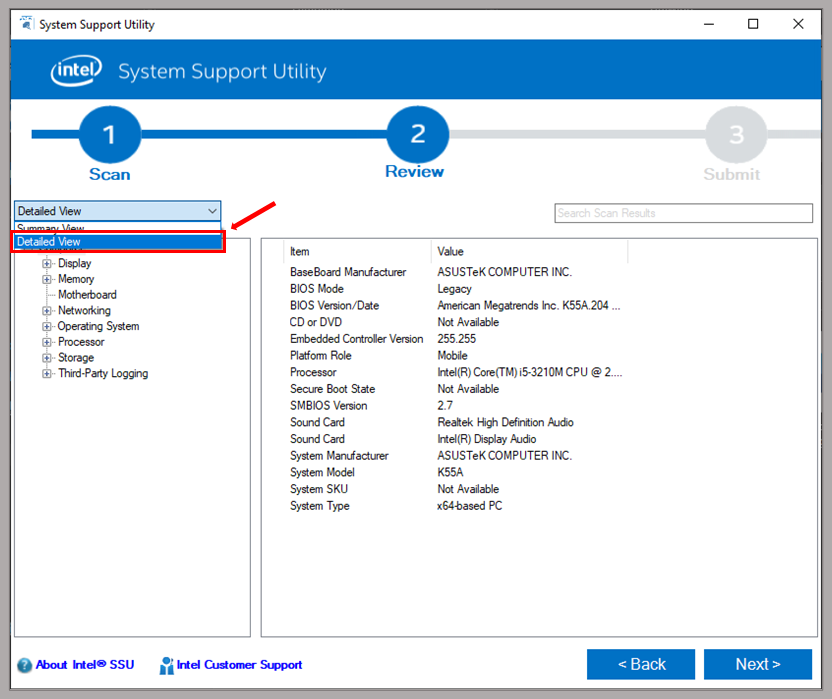 System Support Utility
intel System Support Utility
1 2 3
Scan Review Submit
Detailed View
Search Scan Results
Summary View
Detailed View
Display
Memory
Motherboard
Networking
Operating System
Processor
Storage
Third-Party Logging
Item Value
BaseBoard Manufacturer ASUSTeK COMPUTER INC.
BIOS Mode Legacy
BIOS Version/Date American Megatrends Inc. K55A.204 ...
CD or DVD Not Available
Embedded Controller Version 255.255
Platform Role Mobile
Processor Intel(R) Core(TM) i5-3210M CPU @ 2....
Secure Boot State Not Available
SMBIOS Version 2.7
Sound Card Realtek High Definition Audio
Sound Card Intel(R) Display Audio
System Manufacturer ASUSTeK COMPUTER INC.
System Model K55A
System SKU Not Available
System Type x64-based PC
About Intel® SSU Intel Customer Support < Back Next >